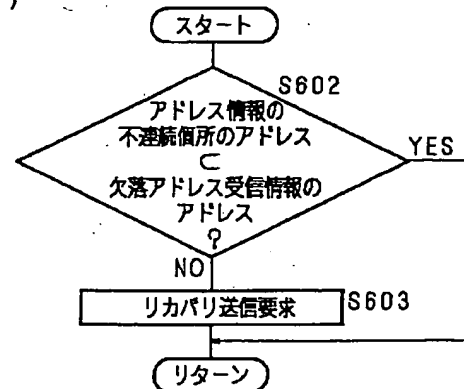 スタート
S602
アドレス情報の
不連続個所のアドレス
⊂
欠落アドレス受信情報の
アドレス
?
YES
NO
リカバリ送信要求
S603
リターン